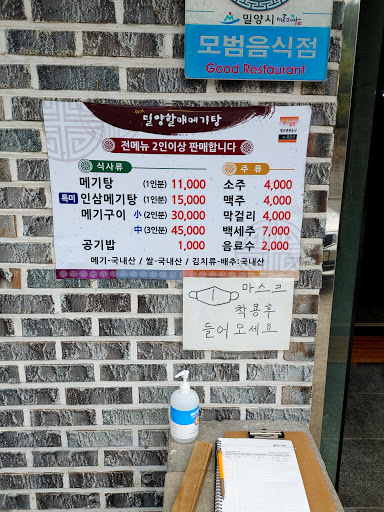 밀양시
모범음식점
Good Restaurant
밀양할매메기탕
전메뉴 2인이상 판매합니다
식사류
메기탕 (1인분) 11,000
특미 인삼메기탕 (1인분) 15,000
메기구이 小 (2인분) 30,000
中 (3인분) 45,000
공기밥 1,000
주류
소주 4,000
맥주 4,000
막걸리 4,000
백세주 7,000
음료수 2,000
메기-국내산 / 쌀-국내산 / 김치류-배추:국내산
마스크
착용후
들어오세요